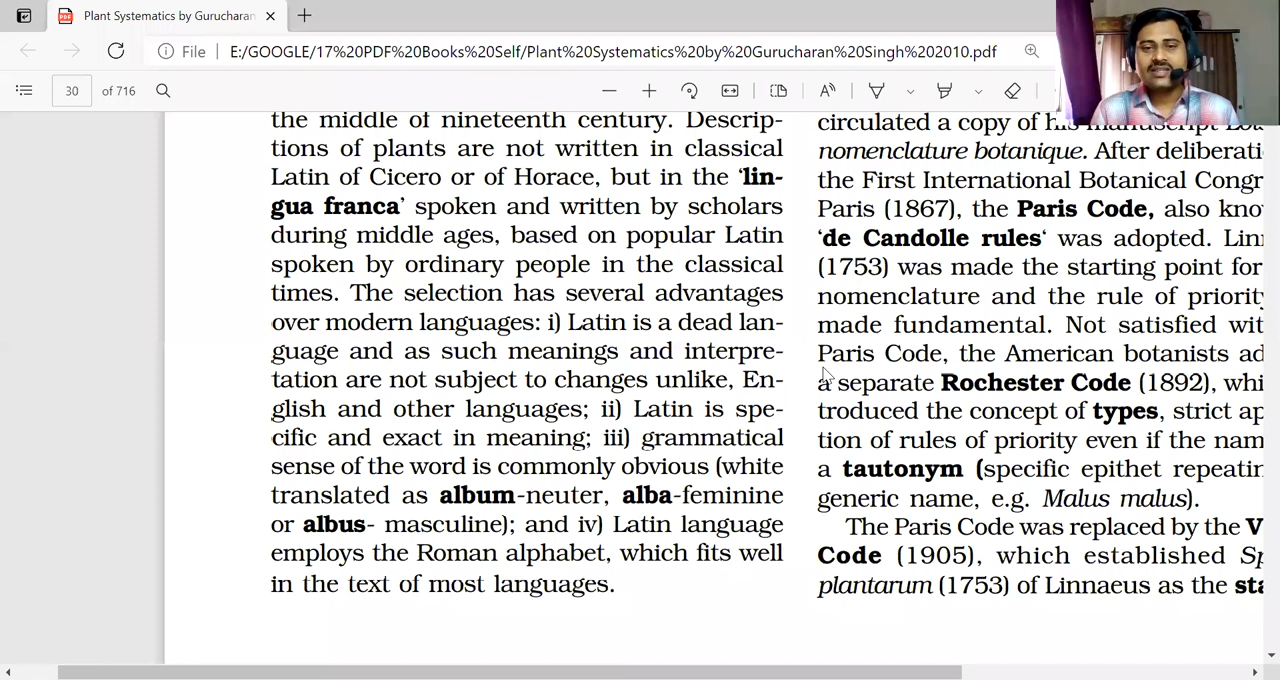 Plant Systematics by Gurucharan
File
E:/GOOGLE/17%20PDF%20Books%20Self/Plant%20Systematics%20by%20Gurucharan%20Singh%202010.pdf
30 of 716
the middle of nineteenth century. Descrip-
tions of plants are not written in classical
Latin of Cicero or of Horace, but in the 'lin-
gua franca' spoken and written by scholars
during middle ages, based on popular Latin
spoken by ordinary people in the classical
times. The selection has several advantages
over modern languages: i) Latin is a dead lan-
guage and as such meanings and interpre-
tation are not subject to changes unlike, En-
glish and other languages; ii) Latin is spe-
cific and exact in meaning; iii) grammatical
sense of the word is commonly obvious (white
translated as album-neuter, alba-feminine
or albus- masculine); and iv) Latin language
employs the Roman alphabet, which fits well
in the text of most languages.
circulated a copy of his manuscript
nomenclature botanique. After deliberati
the First International Botanical Congr
Paris (1867), the Paris Code, also kno
'de Candolle rules' was adopted. Lin
(1753) was made the starting point for
nomenclature and the rule of priority
made fundamental. Not satisfied wit
Paris Code, the American botanists ad
a separate Rochester Code (1892), whi
troduced the concept of types, strict ap
tion of rules of priority even if the nam
a tautonym (specific epithet repeatin
generic name, e.g. Malus malus).
The Paris Code was replaced by the V
Code (1905), which established Sp
plantarum (1753) of Linnaeus as the sta